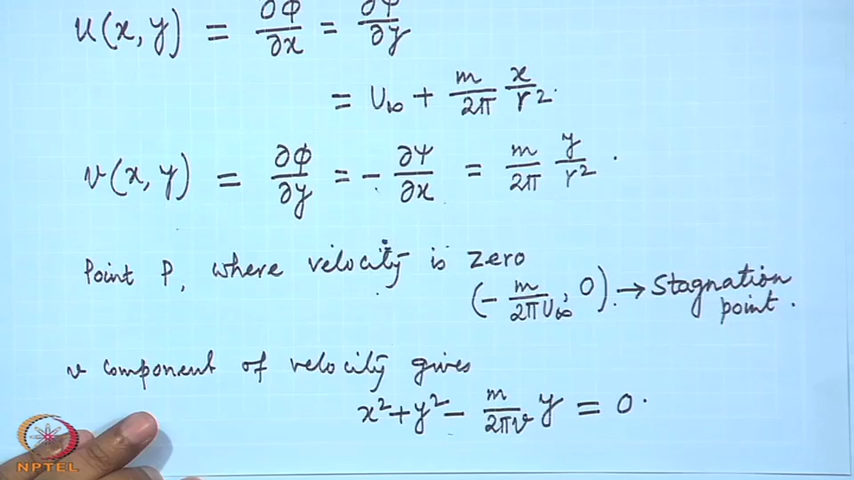 u(x,y) = ∂ϕ/∂x = ∂ψ/∂y
= U∞ + m/2π x/r².
v(x,y) = ∂ϕ/∂y = - ∂ψ/∂x = m/2π y/r².
Point P, where velocity is zero
(- m/2πU∞, 0). → Stagnation point.
v component of velocity gives
x² + y² - m/2πv y = 0.
NPTEL